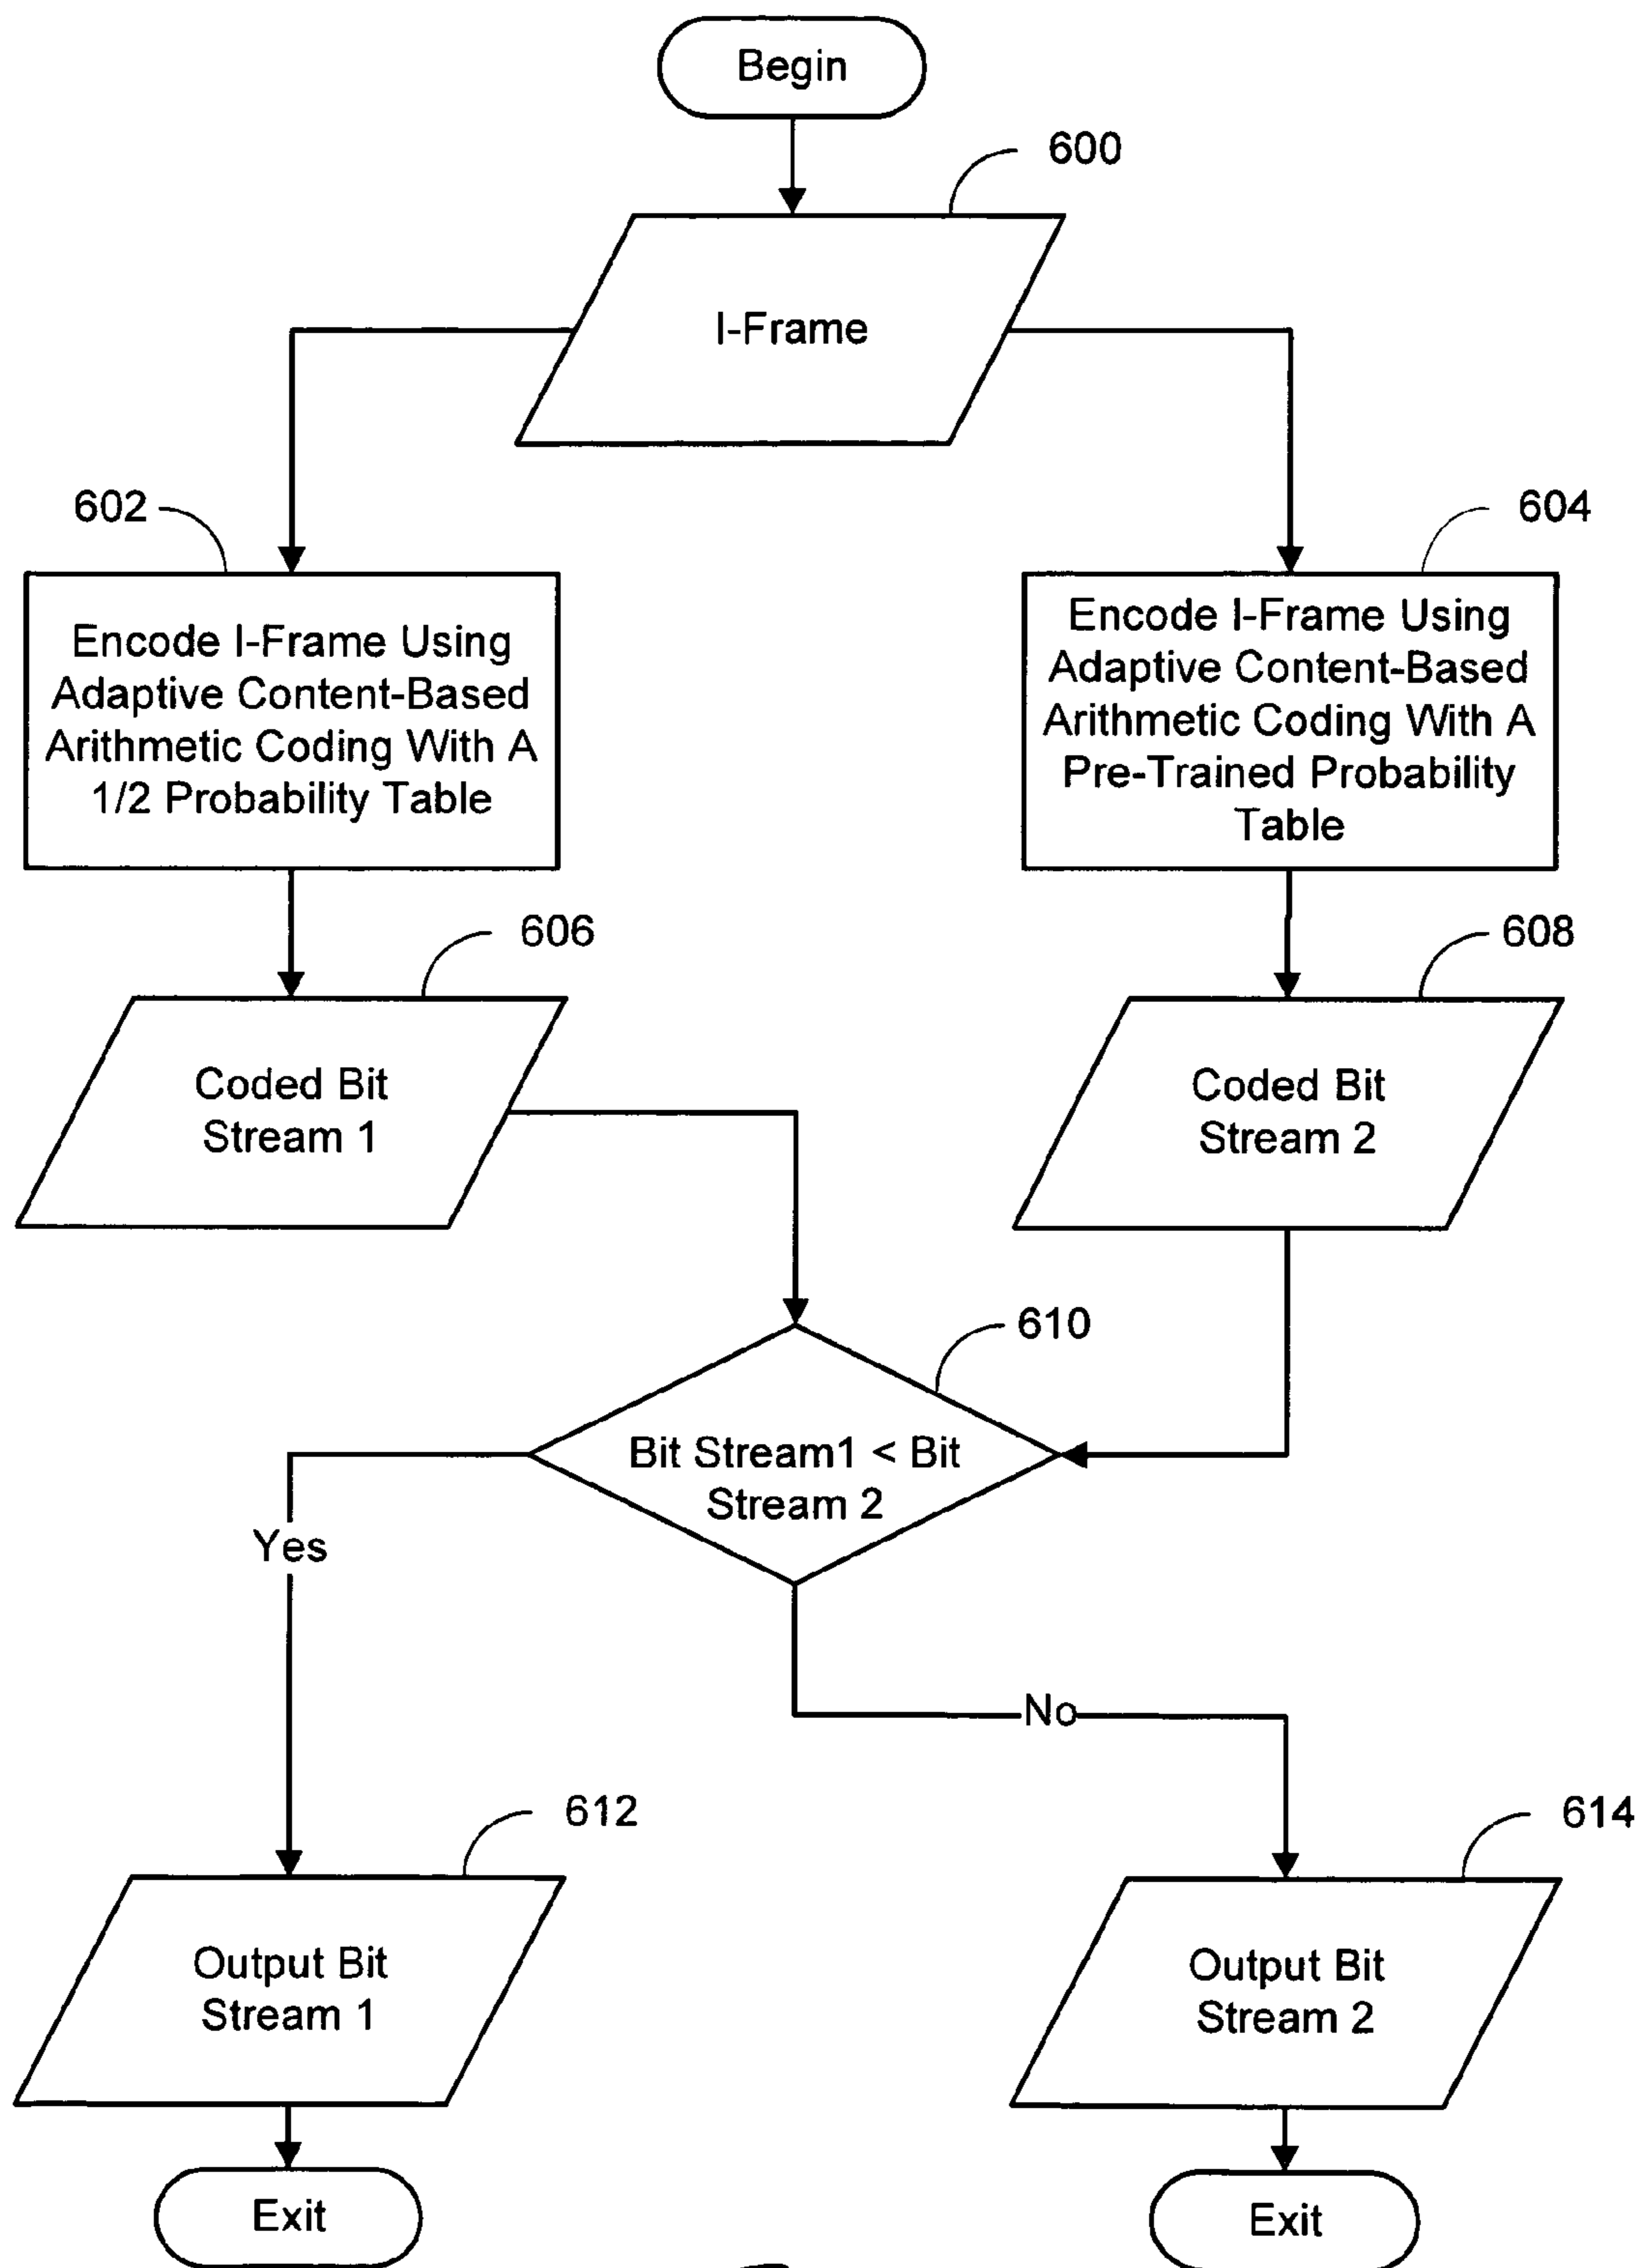 Begin
600
I-Frame
602
604
Encode I-Frame Using
Adaptive Content-Based
Arithmetic Coding With A
1/2 Probability Table
Encode I-Frame Using
Adaptive Content-Based
Arithmetic Coding With A
Pre-Trained Probability
Table
606
608
Coded Bit
Stream 1
Coded Bit
Stream 2
610
Bit Stream1 < Bit
Stream 2
Yes
No
612
614
Output Bit
Stream 1
Output Bit
Stream 2
Exit
Exit